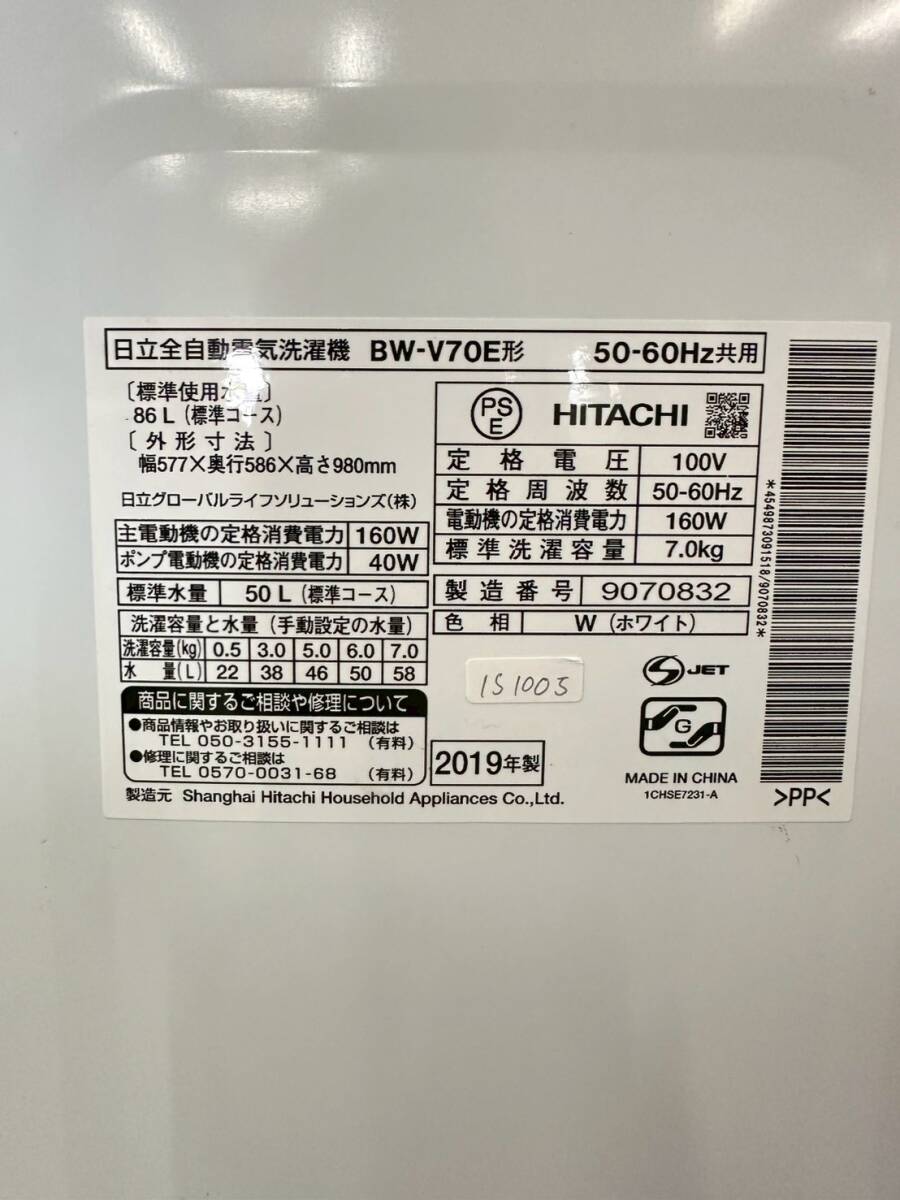 日立全自動電気洗濯機 BW-V70E形 50-60Hz共用
〔標準使用水量〕
86 L (標準コース)
〔外形寸法〕
幅577×奥行586×高さ980mm
日立グローバルライフソリューションズ(株)
主電動機の定格消費電力 160W
ポンプ電動機の定格消費電力 40W
標準水量 50 L (標準コース)
洗濯容量と水量 (手動設定の水量)
洗濯容量(kg) 0.5 3.0 5.0 6.0 7.0
水量(L) 22 38 46 50 58
商品に関するご相談や修理について
●商品情報やお取り扱いに関するご相談は
TEL 050-3155-1111 (有料)
●修理に関するご相談は
TEL 0570-0031-68 (有料)
製造元 Shanghai Hitachi Household Appliances Co.,Ltd.
PS E HITACHI
定格電圧 100V
定格周波数 50-60Hz
電動機の定格消費電力 160W
標準洗濯容量 7.0kg
製造番号 9070832
色相 W (ホワイト)
IS1005
S JET
G
2019年製
MADE IN CHINA
1CHSE7231-A
*4549873091518/9070832*
>PP<